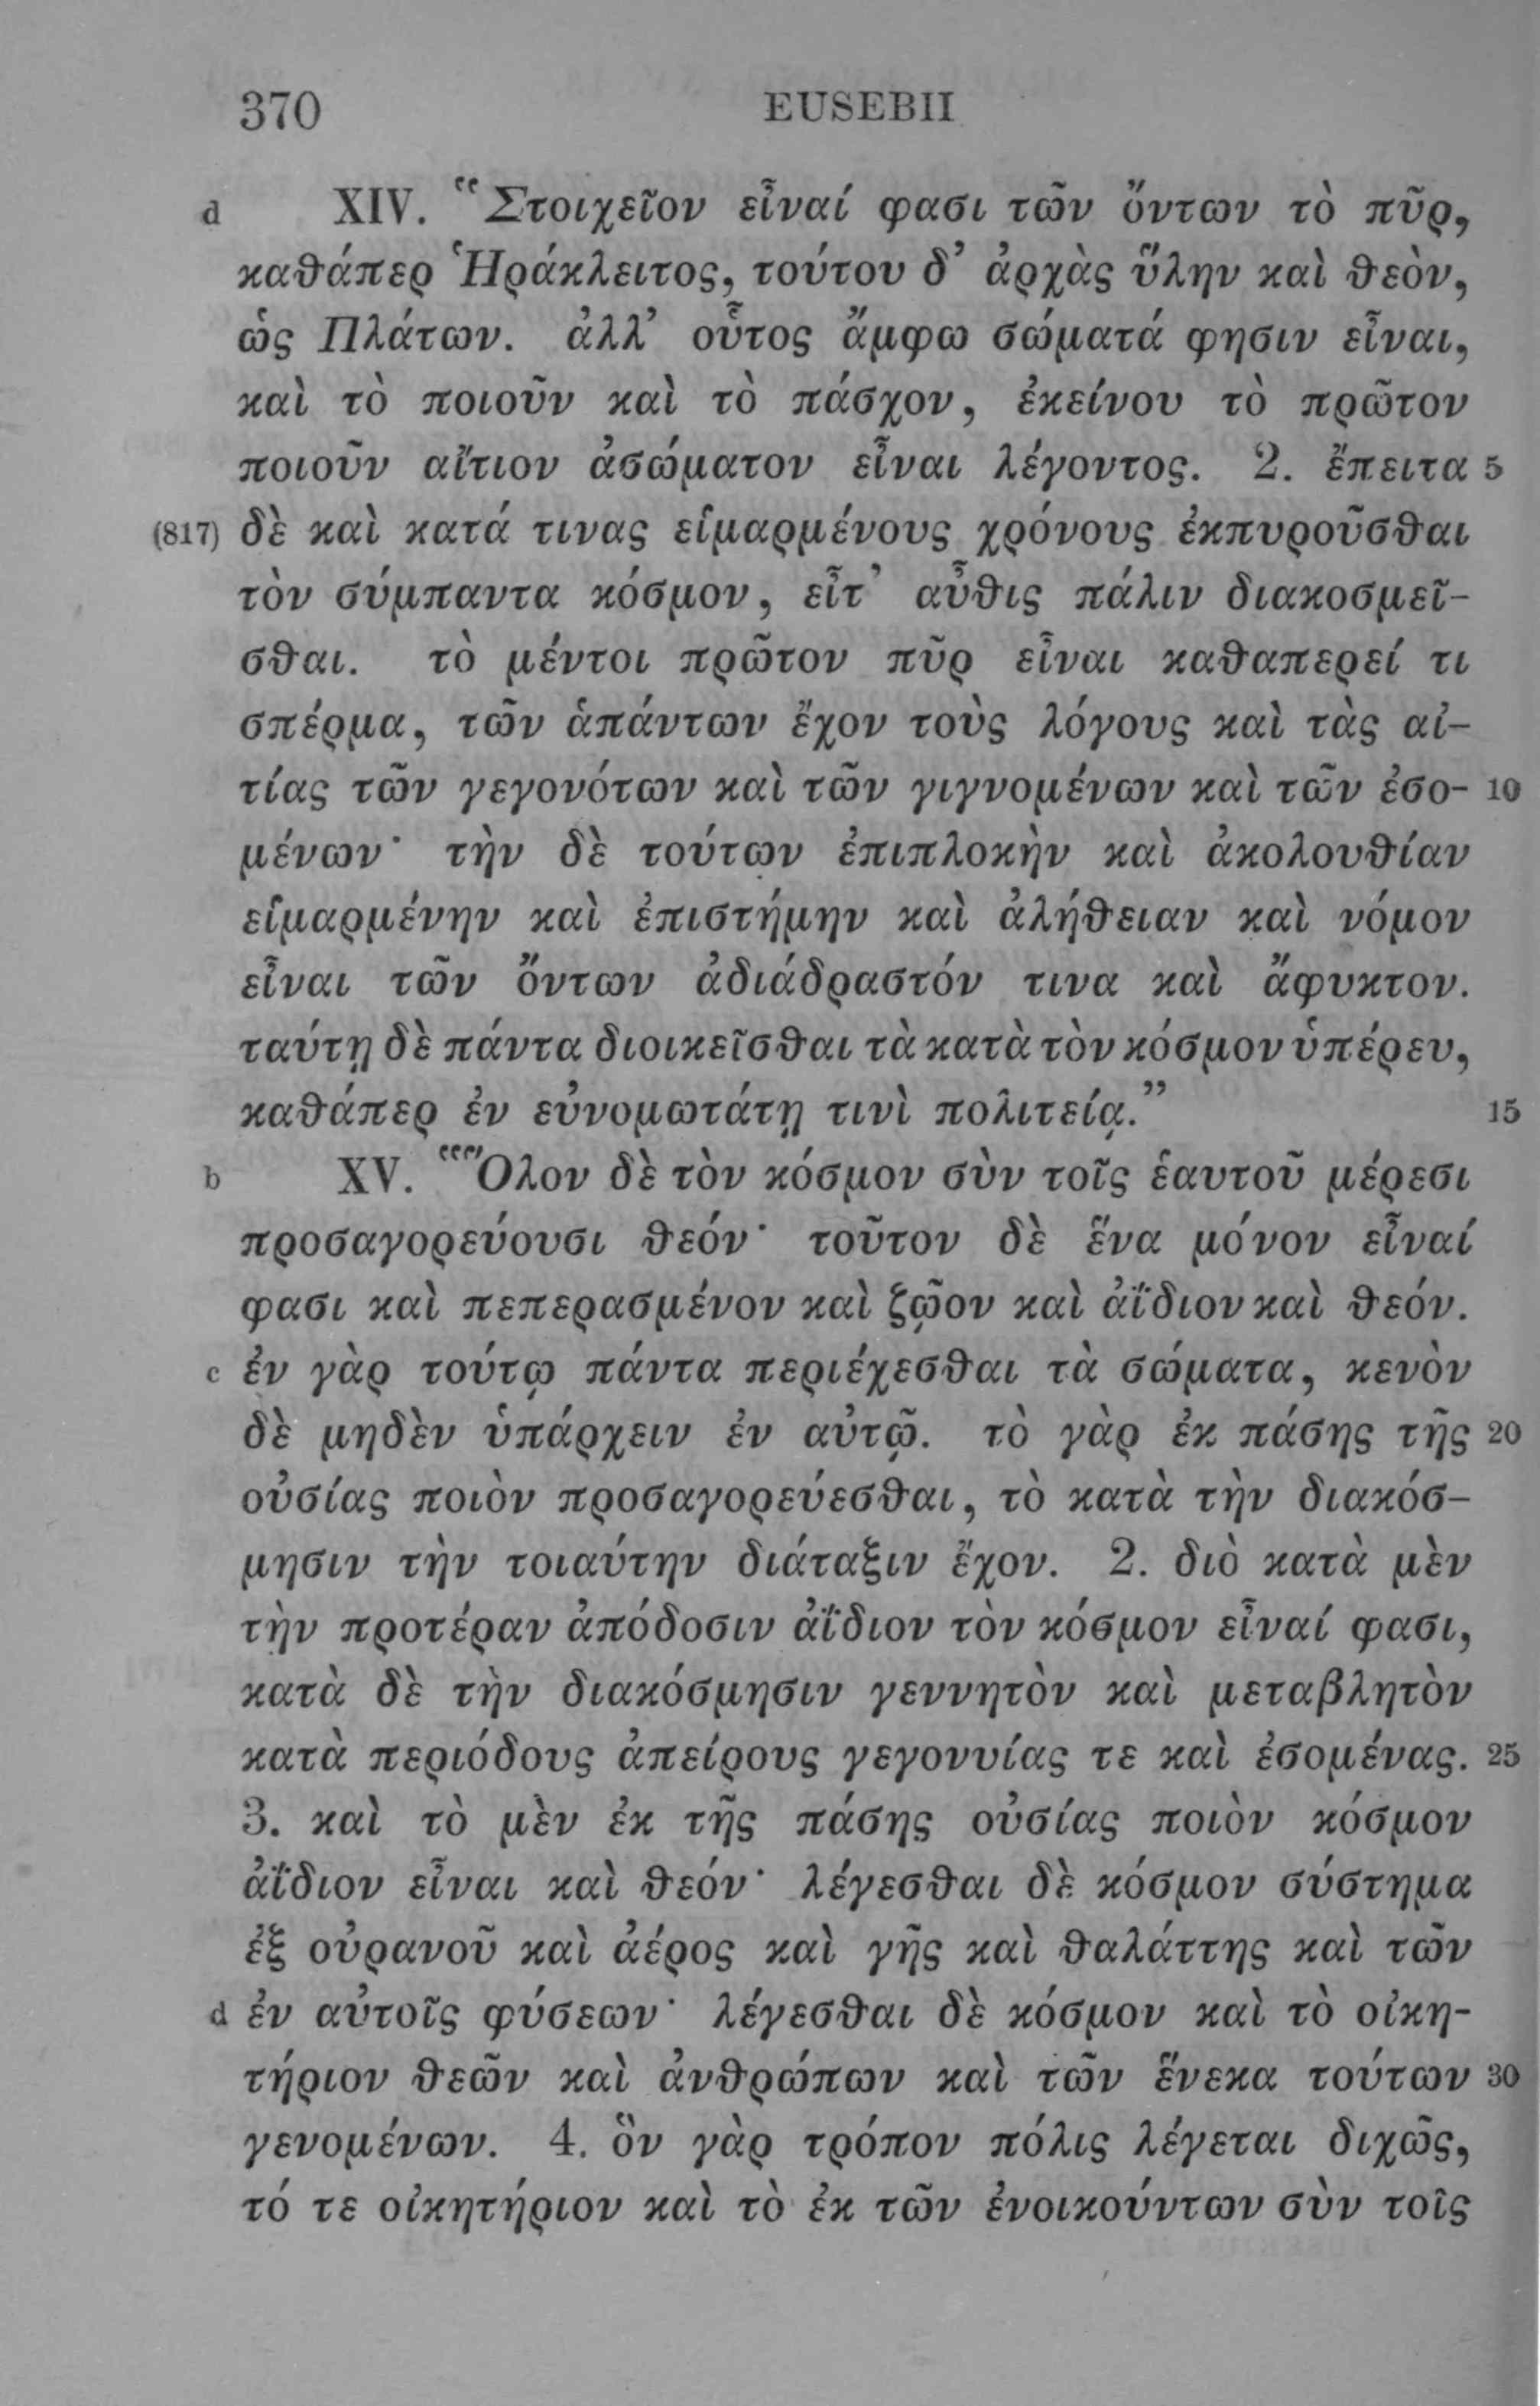 370 EUSEBII
d XIV. “Στοιχεῖον εἶναί φασι τῶν ὄντων τὸ πῦρ,
καθάπερ Ἡράκλειτος, τούτου δ’ ἀρχὰς ὕλην καὶ θεὸν,
ὡς Πλάτων. ἀλλ’ οὗτος ἄμφω σώματά φησιν εἶναι,
καὶ τὸ ποιοῦν καὶ τὸ πάσχον, ἐκείνου τὸ πρῶτον
ποιοῦν αἴτιον ἀσώματον εἶναι λέγοντος. 2. ἔπειτα 5
(817) δὲ καὶ κατά τινας εἱμαρμένους χρόνους ἐκπυροῦσθαι
τὸν σύμπαντα κόσμον, εἶτ’ αὖθις πάλιν διακοσμεῖ-
σθαι. τὸ μέντοι πρῶτον πῦρ εἶναι καθαπερεί τι
σπέρμα, τῶν ἁπάντων ἔχον τοὺς λόγους καὶ τὰς αἰ-
τίας τῶν γεγονότων καὶ τῶν γιγνομένων καὶ τῶν ἐσο- 10
μένων· τὴν δὲ τούτων ἐπιπλοκὴν καὶ ἀκολουθίαν
εἱμαρμένην καὶ ἐπιστήμην καὶ ἀλήθειαν καὶ νόμον
εἶναι τῶν ὄντων ἀδιάδραστόν τινα καὶ ἄφυκτον.
ταύτῃ δὲ πάντα διοικεῖσθαι τὰ κατὰ τὸν κόσμον ὑπέρευ,
καθάπερ ἐν εὐνομωτάτῃ τινὶ πολιτείᾳ.” 15
b XV. “Ὅλον δὲ τὸν κόσμον σὺν τοῖς ἑαυτοῦ μέρεσι
προσαγορεύουσι θεόν· τοῦτον δὲ ἕνα μόνον εἶναί
φασι καὶ πεπερασμένον καὶ ζῷον καὶ ἀΐδιον καὶ θεόν.
c ἐν γὰρ τούτῳ πάντα περιέχεσθαι τὰ σώματα, κενὸν
δὲ μηδὲν ὑπάρχειν ἐν αὐτῷ. τὸ γὰρ ἐκ πάσης τῆς 20
οὐσίας ποιὸν προσαγορεύεσθαι, τὸ κατὰ τὴν διακόσ-
μησιν τὴν τοιαύτην διάταξιν ἔχον. 2. διὸ κατὰ μὲν
τὴν προτέραν ἀπόδοσιν ἀΐδιον τὸν κόσμον εἶναί φασι,
κατὰ δὲ τὴν διακόσμησιν γεννητὸν καὶ μεταβλητὸν
κατὰ περιόδους ἀπείρους γεγονυίας τε καὶ ἐσομένας. 25
3. καὶ τὸ μὲν ἐκ τῆς πάσης οὐσίας ποιὸν κόσμον
ἀΐδιον εἶναι καὶ θεόν· λέγεσθαι δὲ κόσμον σύστημα
ἐξ οὐρανοῦ καὶ ἀέρος καὶ γῆς καὶ θαλάττης καὶ τῶν
d ἐν αὐτοῖς φύσεων· λέγεσθαι δὲ κόσμον καὶ τὸ οἰκη-
τήριον θεῶν καὶ ἀνθρώπων καὶ τῶν ἕνεκα τούτων 30
γενομένων. 4. ὃν γὰρ τρόπον πόλις λέγεται διχῶς,
τό τε οἰκητήριον καὶ τὸ ἐκ τῶν ἐνοικούντων σὺν τοῖς